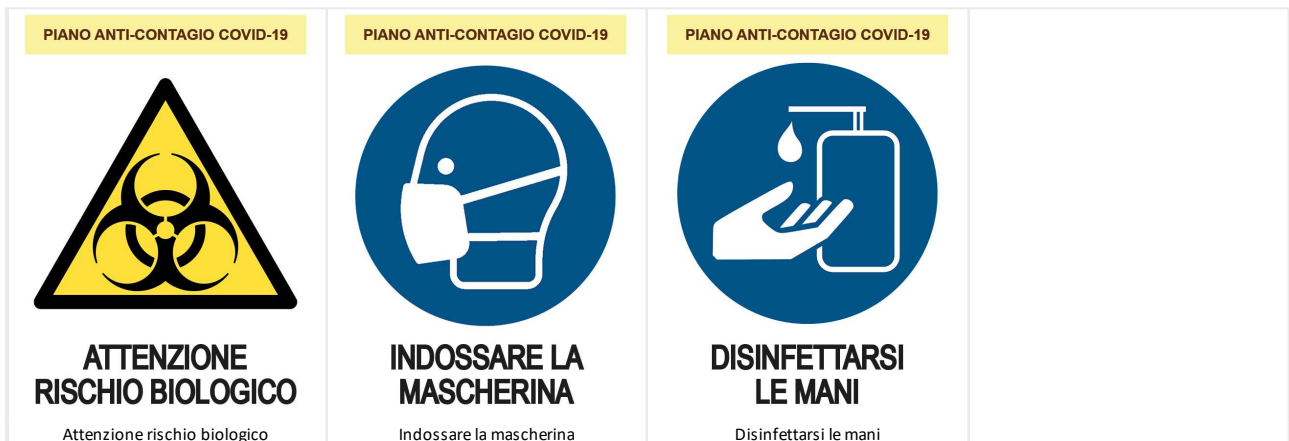 PIANO ANTI-CONTAGIO COVID-19
ATTENZIONE
RISCHIO BIOLOGICO
Attenzione rischio biologico
PIANO ANTI-CONTAGIO COVID-19
INDOSSARE LA
MASCHERINA
Indossare la mascherina
PIANO ANTI-CONTAGIO COVID-19
DISINFETTARSI
LE MANI
Disinfettarsi le mani